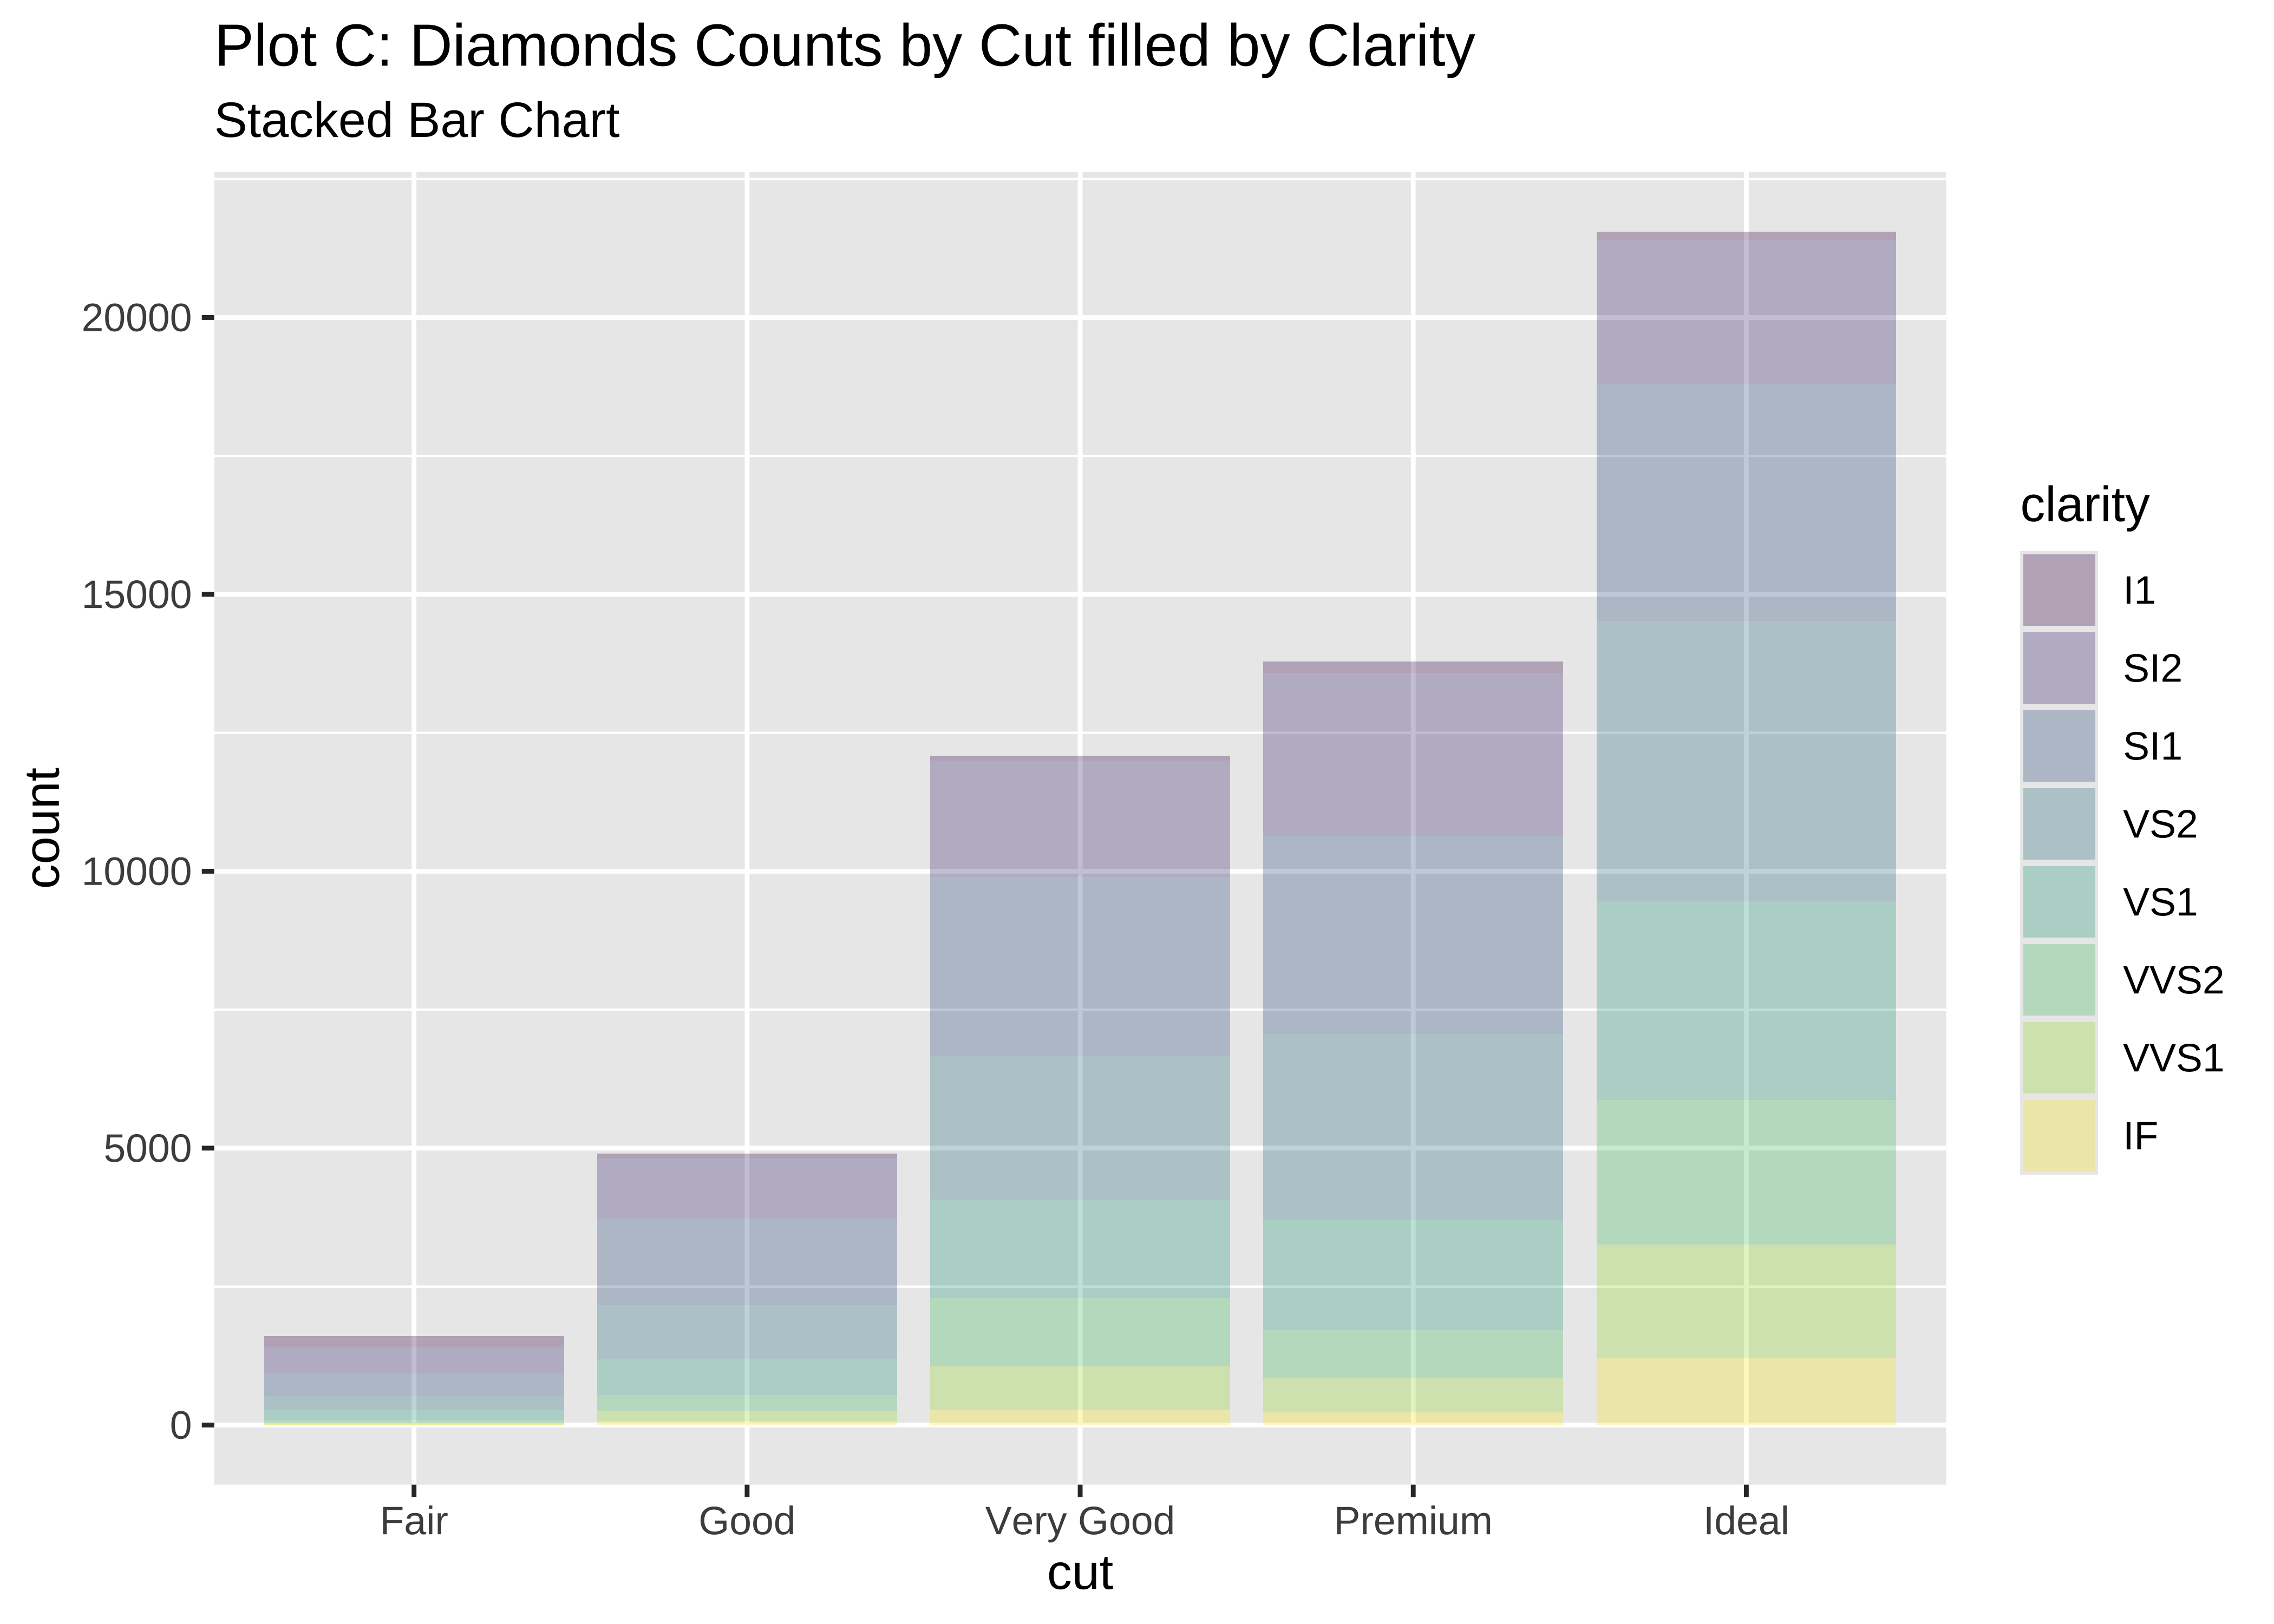 Plot C: Diamonds Counts by Cut filled by Clarity
Stacked Bar Chart
count
20000
15000
10000
5000
0
Fair Good Very Good Premium Ideal
cut
clarity
I1
SI2
SI1
VS2
VS1
VVS2
VVS1
IF